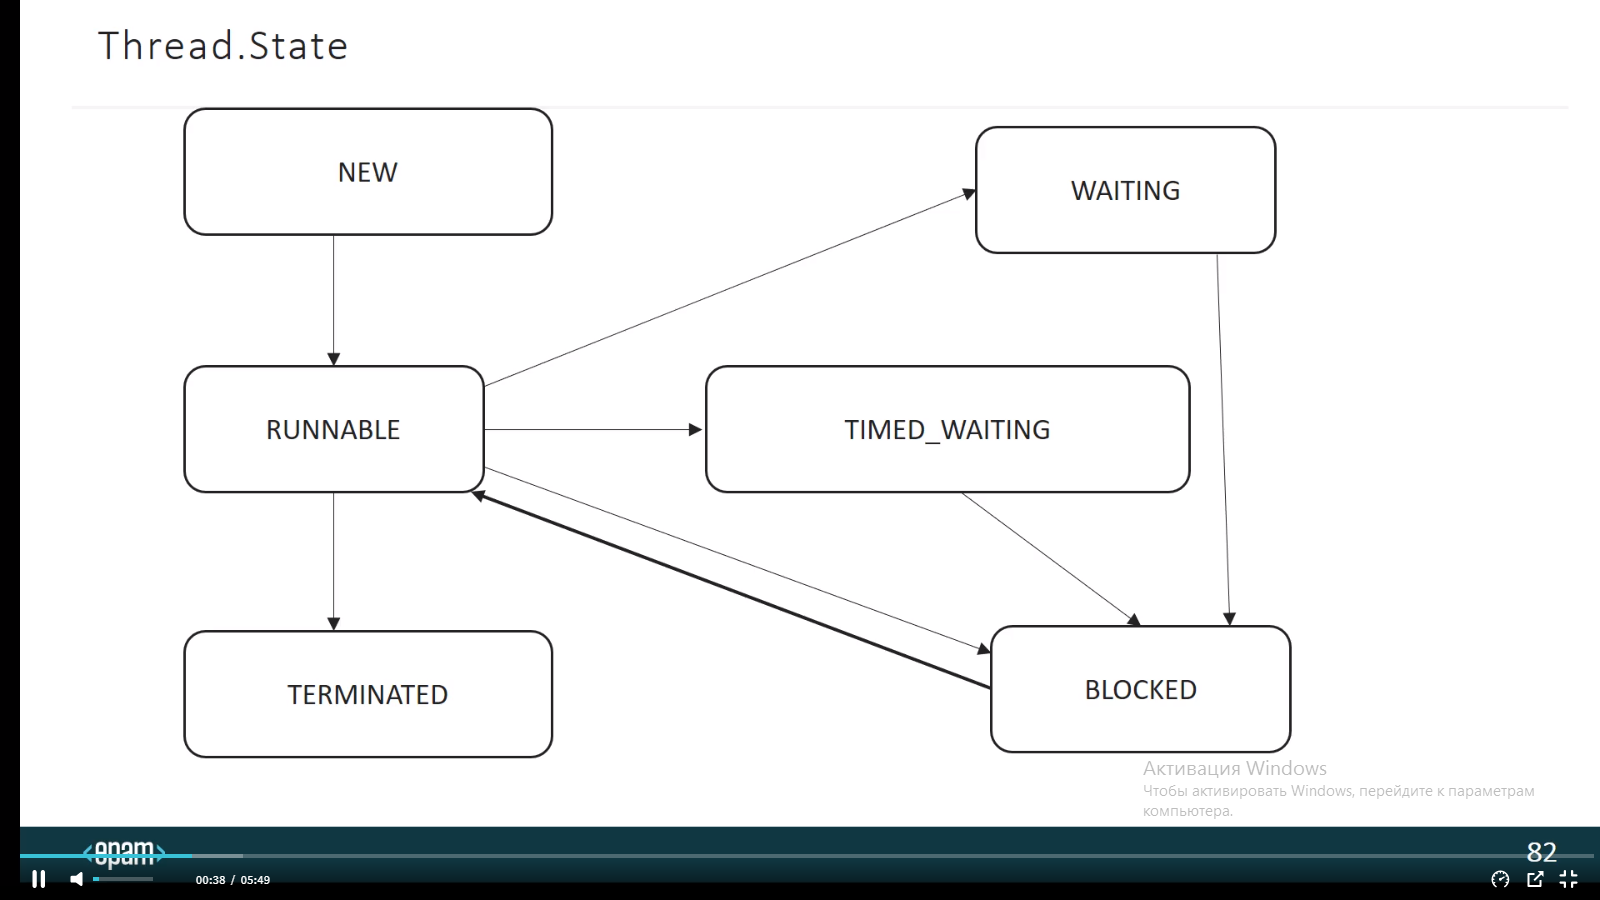 Thread.State
NEW
WAITING
RUNNABLE
TIMED_WAITING
TERMINATED
BLOCKED
Активация Windows
Чтобы активировать Windows, перейдите к параметрам
компьютера.
<epam>
82
00:38 / 05:49